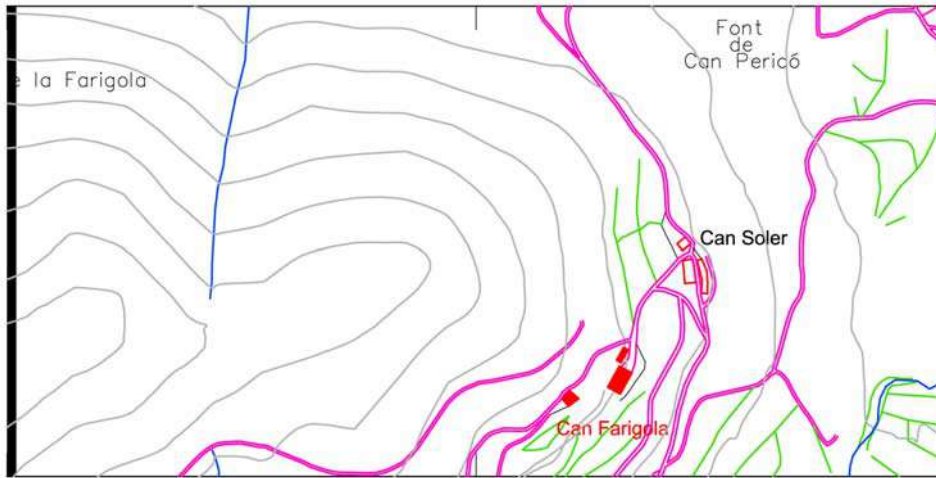 e la Farigola
Font
de
Can Pericó
Can Soler
Can Farigola